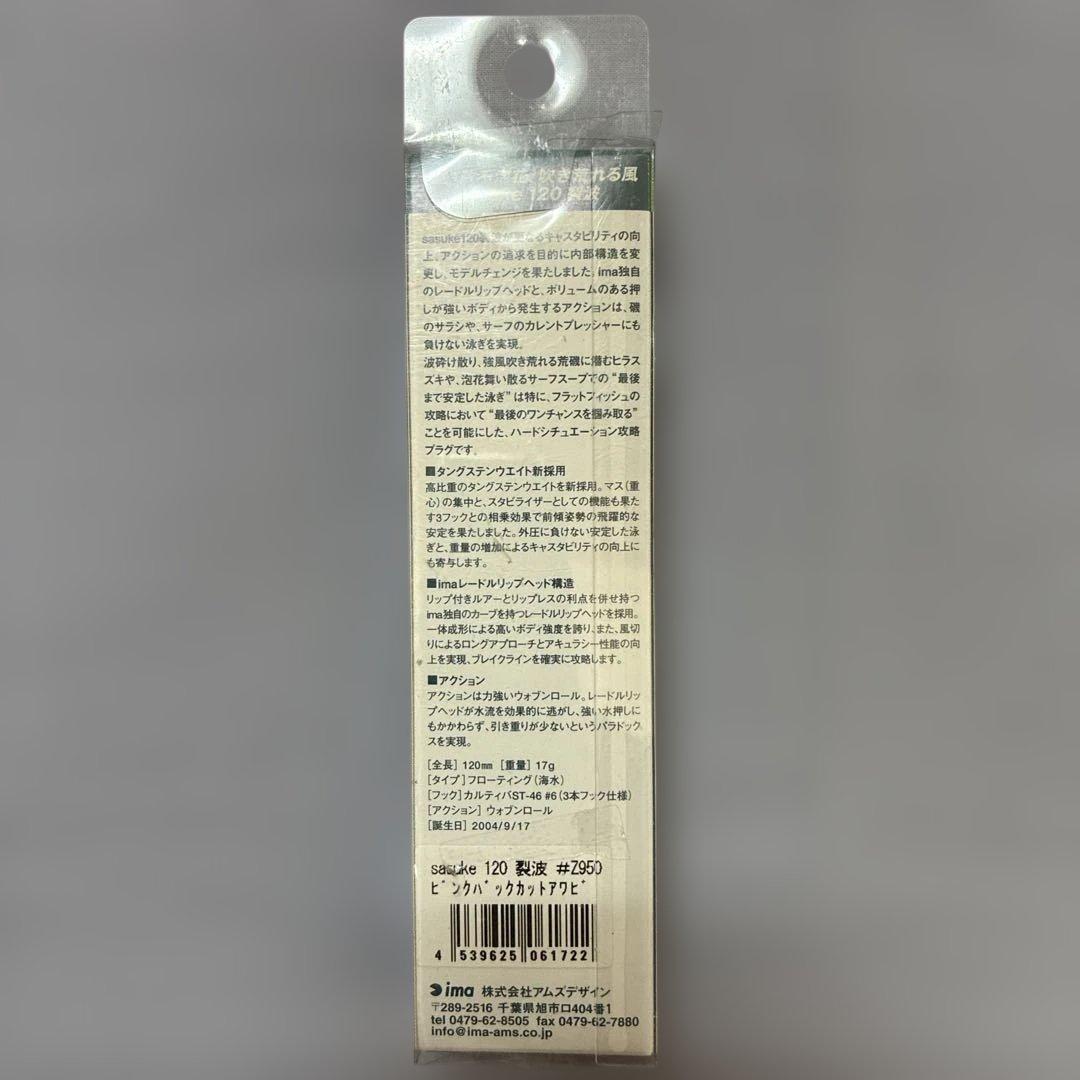 吹き荒れる風
120 裂波
sasuke120裂波が更なるキャスタビリティの向
上、アクションの追求を目的に内部構造を変
更し、モデルチェンジを果たしました。ima独自
のレードルリップヘッドと、ボリュームのある押
しが強いボディから発生するアクションは、磯
のサラシや、サーフのカレントプレッシャーにも
負けない泳ぎを実現。
波砕け散り、強風吹き荒れる荒磯に潜むヒラス
ズキや、泡花舞い散るサーフスープでの“最後
まで安定した泳ぎ”は特に、フラットフィッシュの
攻略において“最後のワンチャンスを掴み取る”
ことを可能にした、ハードシチュエーション攻略
プラグです。
■タングステンウエイト新採用
高比重のタングステンウエイトを新採用。マス(重
心)の集中と、スタビライザーとしての機能も果た
す3フックとの相乗効果で前傾姿勢の飛躍的な
安定を果たしました。外圧に負けない安定した泳
ぎと、重量の増加によるキャスタビリティの向上に
も寄与します。
■imaレードルリップヘッド構造
リップ付きルアーとリップレスの利点を併せ持つ
ima独自のカーブを持つレードルリップヘッドを採用。
一体成形による高いボディ強度を誇り、また、風切
りによるロングアプローチとアキュラシー性能の向
上を実現、ブレイクラインを確実に攻略します。
■アクション
アクションは力強いウォブンロール。レードルリッ
プヘッドが水流を効果的に逃がし、強い水押しに
もかかわらず、引き重りが少ないというパラドック
スを実現。
[全長] 120mm [重量] 17g
[タイプ] フローティング(海水)
[フック] カルティバST-46 #6(3本フック仕様)
[アクション] ウォブンロール
[誕生日] 2004/9/17
sasuke 120 裂波 #Z950
ピンクバックカットアワビ
4 539625 061722
ima 株式会社アムズデザイン
〒289-2516 千葉県旭市ロ404番1
tel 0479-62-8505 fax 0479-62-7880
info@ima-ams.co.jp